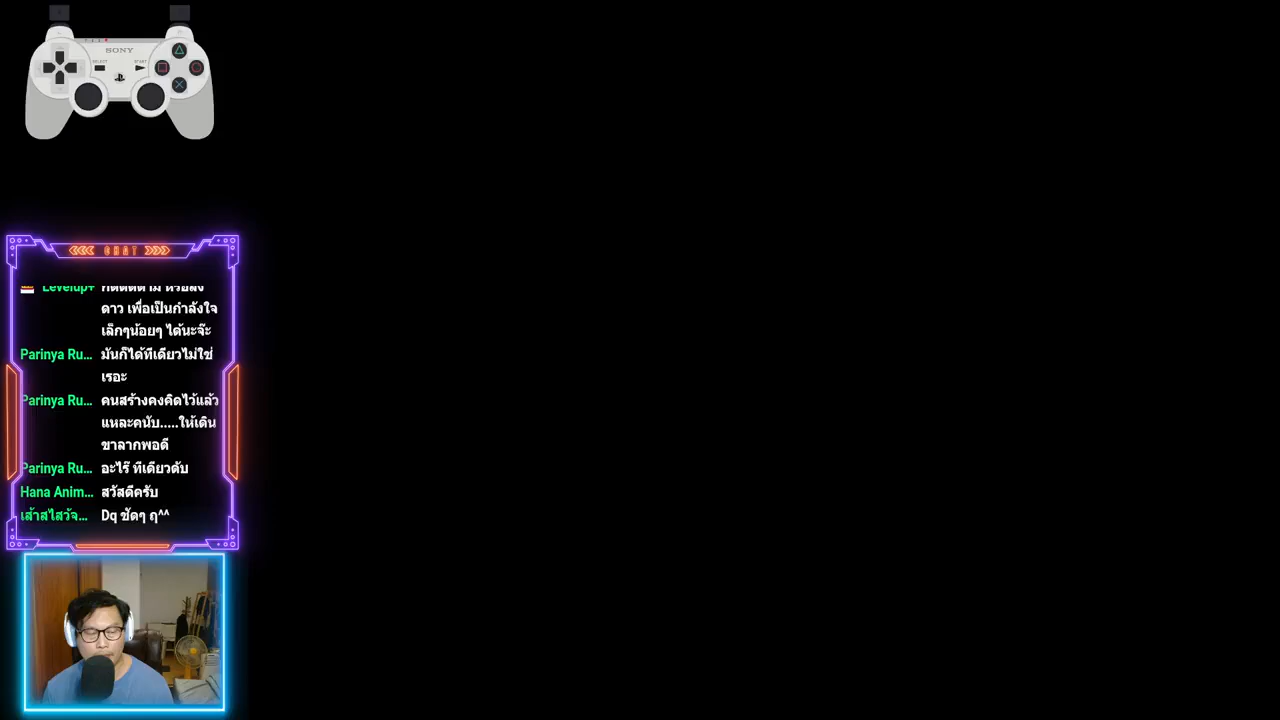 SONY
SELECT
START
CHAT
Levelup+
ดาว เพื่อเป็นกำลังใจ
เล็กๆน้อยๆ ได้นะจ๊ะ
Parinya Ru... มันก็ได้ทีเดียวไม่ใช่
เรอะ
Parinya Ru... คนสร้างคงคิดไว้แล้ว
แหละคนับ.....ให้เดิน
ขาลากพอดี
Parinya Ru... อะไร๊ ทีเดียวดับ
Hana Anim... สวัสดีครับ
เส้าสไสวัจ... Dq ชัดๆ ฤ^^